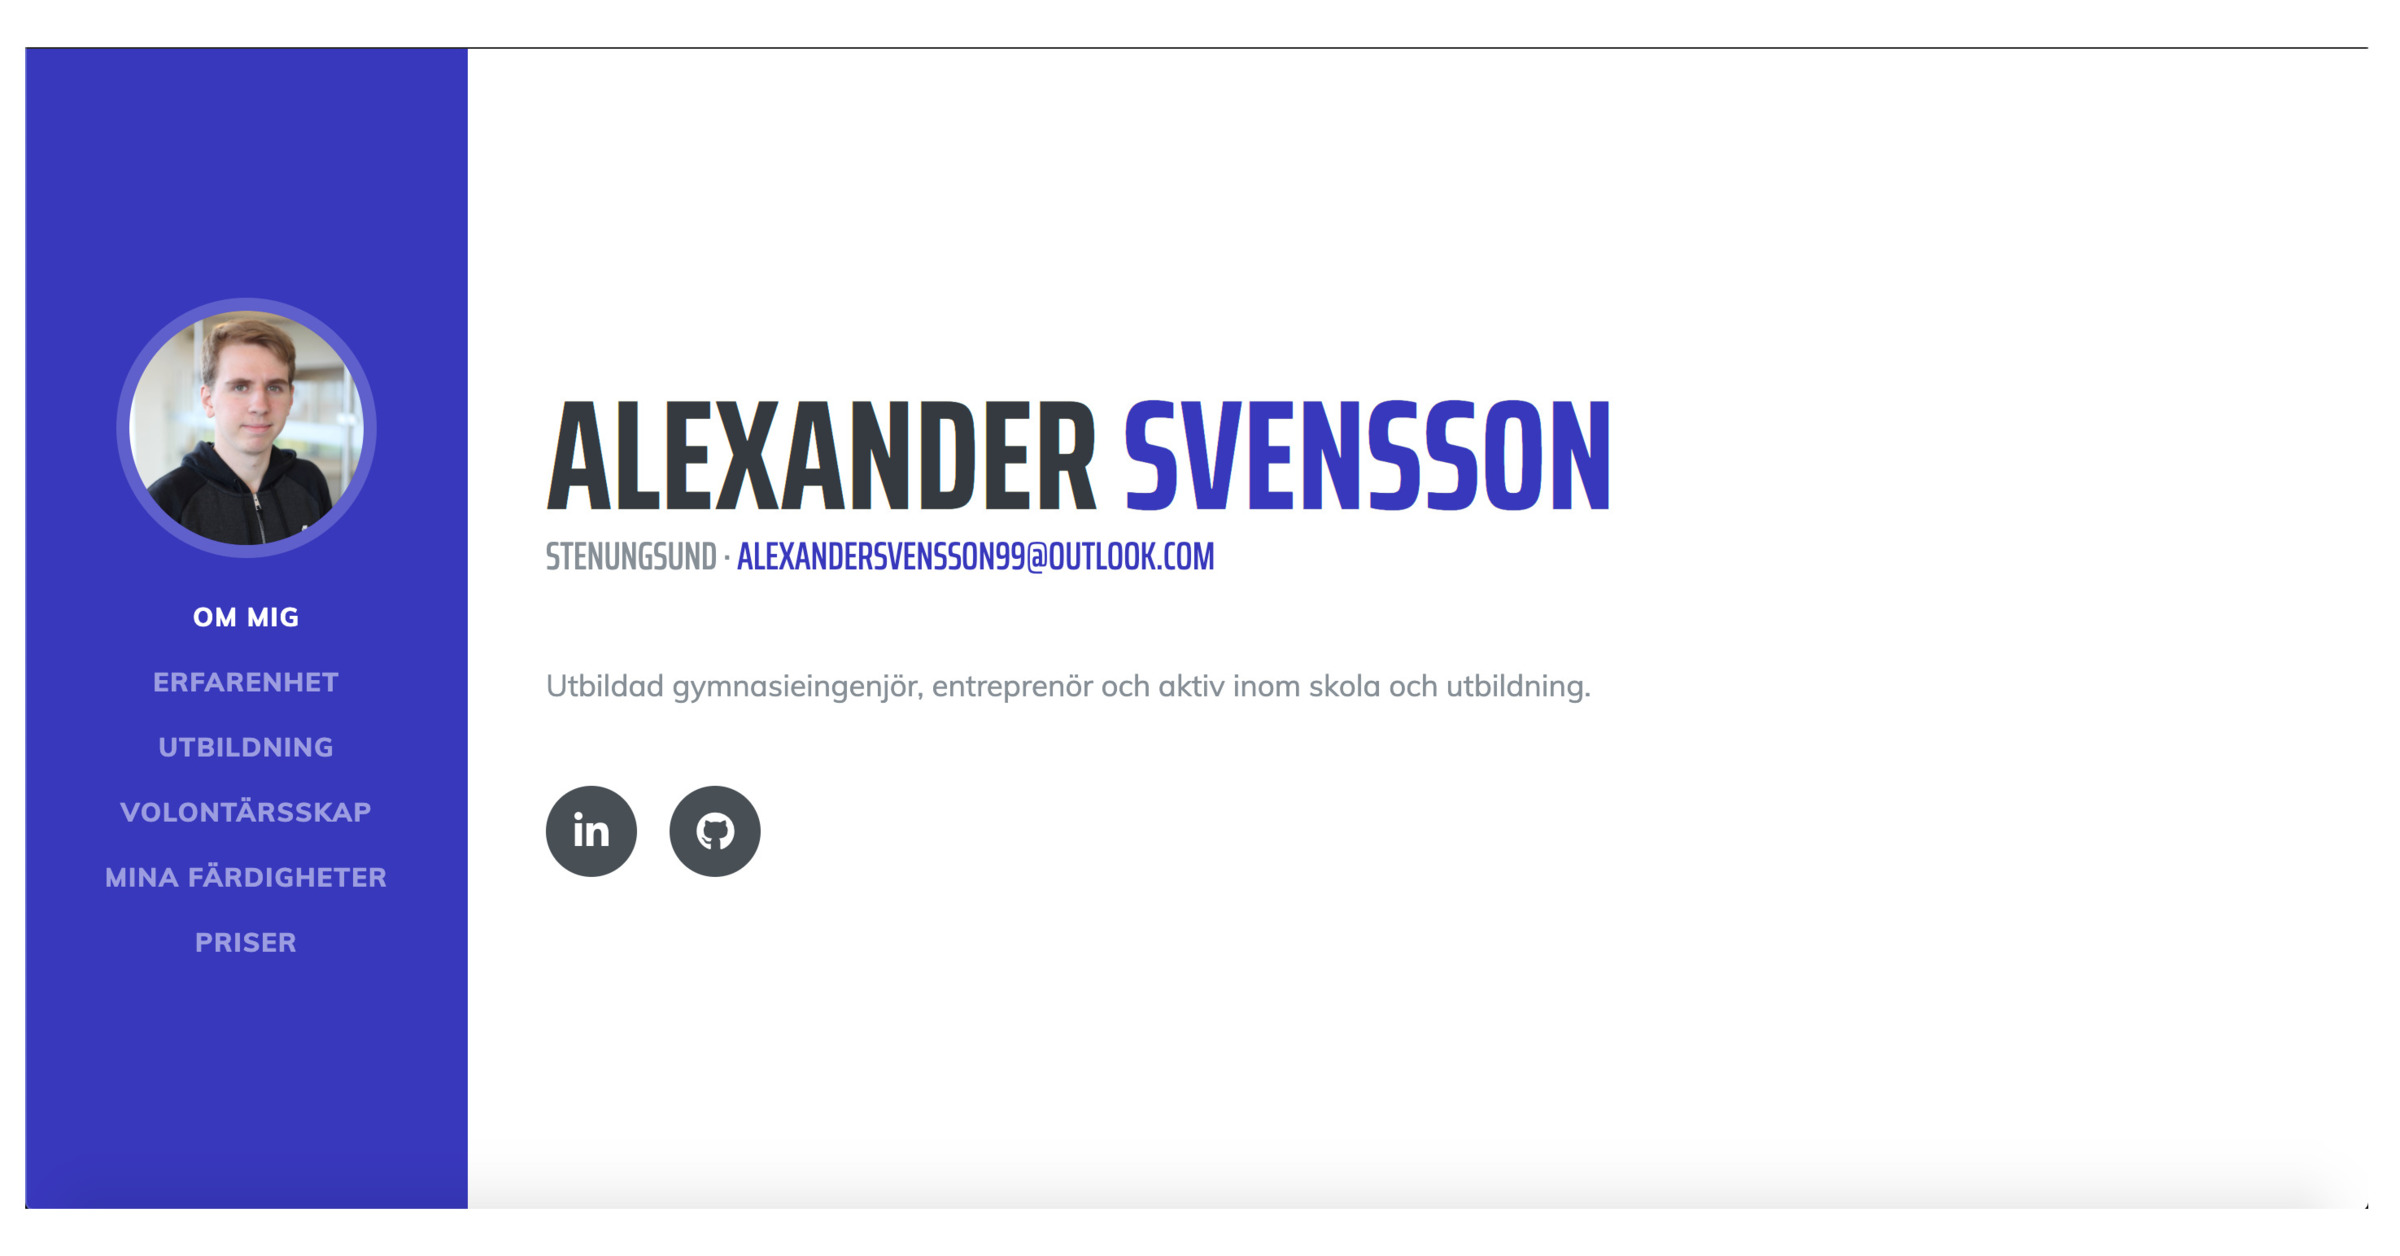 OM MIG
ERFARENHET
UTBILDNING
VOLONTÄRSSKAP
MINA FÄRDIGHETER
PRISER
ALEXANDER SVENSSON
STENUNGSUND · ALEXANDERSVENSSON99@OUTLOOK.COM
Utbildad gymnasieingenjör, entreprenör och aktiv inom skola och utbildning.
in